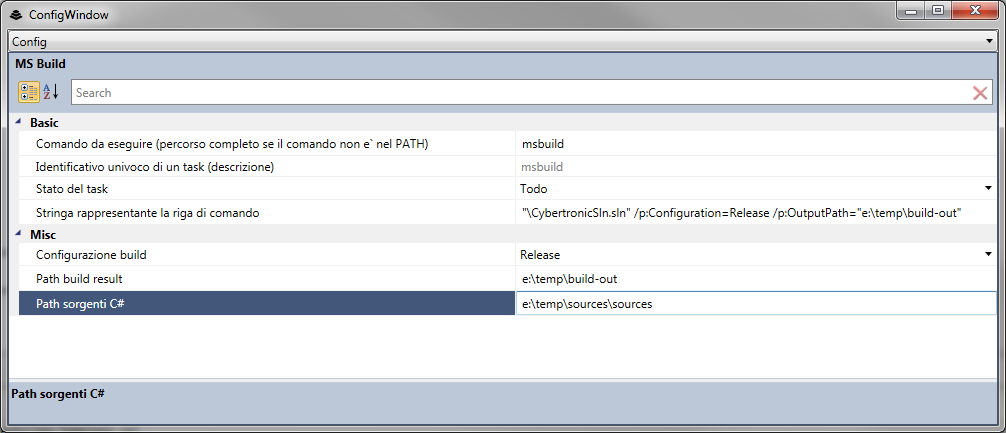 ConfigWindow
Config
MS Build
Search
Basic
Comando da eseguire (percorso completo se il comando non e` nel PATH) msbuild
Identificativo univoco di un task (descrizione) msbuild
Stato del task Todo
Stringa rappresentante la riga di comando "\CybertronicSln.sln" /p:Configuration=Release /p:OutputPath="e:\temp\build-out"
Misc
Configurazione build Release
Path build result e:\temp\build-out
Path sorgenti C# e:\temp\sources\sources
Path sorgenti C#